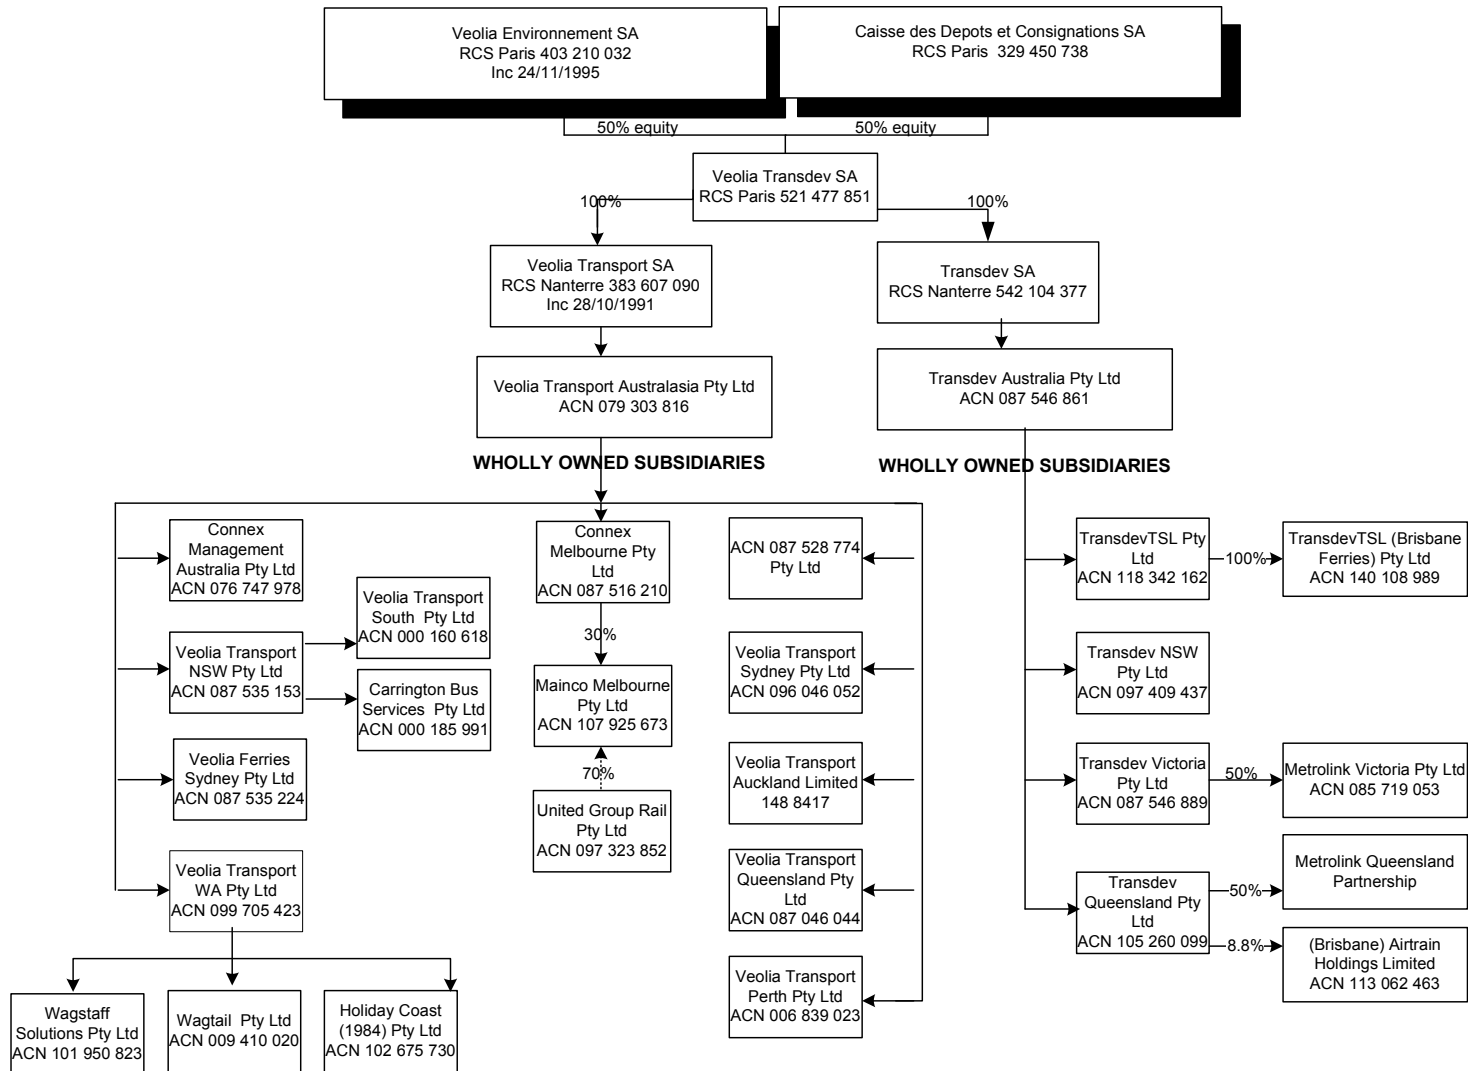 Veolia Environnement SA
RCS Paris 403 210 032
Inc 24/11/1995
Caisse des Depots et Consignations SA
RCS Paris  329 450 738
50% equity
50% equity
Veolia Transdev SA
RCS Paris 521 477 851
100%
100%
Veolia Transport SA
RCS Nanterre 383 607 090
Inc 28/10/1991
Transdev SA
RCS Nanterre 542 104 377
Veolia Transport Australasia Pty Ltd
ACN 079 303 816
Transdev Australia Pty Ltd
ACN 087 546 861
WHOLLY OWNED SUBSIDIARIES
WHOLLY OWNED SUBSIDIARIES
Connex
Management
Australia Pty Ltd
ACN 076 747 978
Veolia Transport
NSW Pty Ltd
ACN 087 535 153
Veolia Transport
South  Pty Ltd
ACN 000 160 618
Carrington Bus
Services  Pty Ltd
ACN 000 185 991
Veolia Ferries
Sydney Pty Ltd
ACN 087 535 224
Veolia Transport
WA Pty Ltd
ACN 099 705 423
Wagstaff
Solutions Pty Ltd
ACN 101 950 823
Wagtail  Pty Ltd
ACN 009 410 020
Holiday Coast
(1984) Pty Ltd
ACN 102 675 730
Connex
Melbourne Pty
Ltd
ACN 087 516 210
30%
Mainco Melbourne
Pty Ltd
ACN 107 925 673
70%
United Group Rail
Pty Ltd
ACN 097 323 852
ACN 087 528 774
Pty Ltd
Veolia Transport
Sydney Pty Ltd
ACN 096 046 052
Veolia Transport
Auckland Limited
148 8417
Veolia Transport
Queensland Pty
Ltd
ACN 087 046 044
Veolia Transport
Perth Pty Ltd
ACN 006 839 023
TransdevTSL Pty
Ltd
ACN 118 342 162
100%
TransdevTSL (Brisbane
Ferries) Pty Ltd
ACN 140 108 989
Transdev NSW
Pty Ltd
ACN 097 409 437
Transdev Victoria
Pty Ltd
ACN 087 546 889
50%
Metrolink Victoria Pty Ltd
ACN 085 719 053
Transdev
Queensland Pty
Ltd
ACN 105 260 099
50%
Metrolink Queensland
Partnership
8.8%
(Brisbane) Airtrain
Holdings Limited
ACN 113 062 463